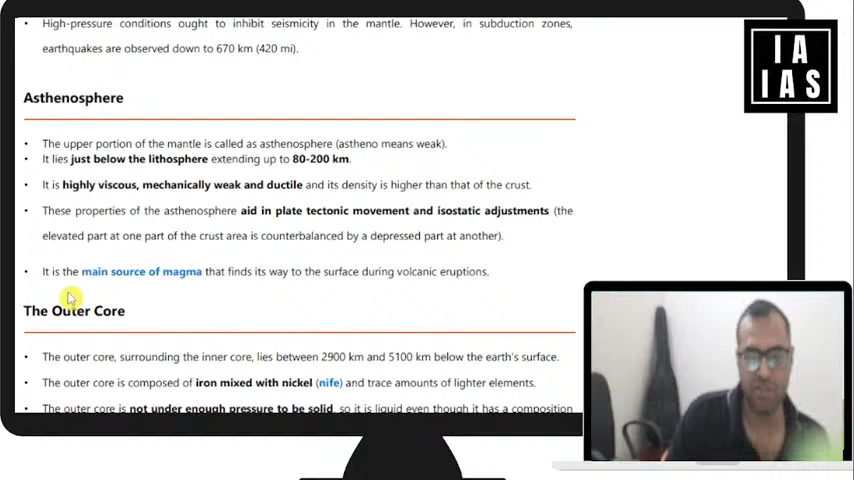 • High-pressure conditions ought to inhibit seismicity in the mantle. However, in subduction zones,
earthquakes are observed down to 670 km (420 mi).
Asthenosphere
• The upper portion of the mantle is called as asthenosphere (astheno means weak).
• It lies just below the lithosphere extending up to 80-200 km.
• It is highly viscous, mechanically weak and ductile and its density is higher than that of the crust.
• These properties of the asthenosphere aid in plate tectonic movement and isostatic adjustments (the
elevated part at one part of the crust area is counterbalanced by a depressed part at another).
• It is the main source of magma that finds its way to the surface during volcanic eruptions.
The Outer Core
• The outer core, surrounding the inner core, lies between 2900 km and 5100 km below the earth's surface.
• The outer core is composed of iron mixed with nickel (nife) and trace amounts of lighter elements.
• The outer core is not under enough pressure to be solid, so it is liquid even though it has a composition
I A
I A S